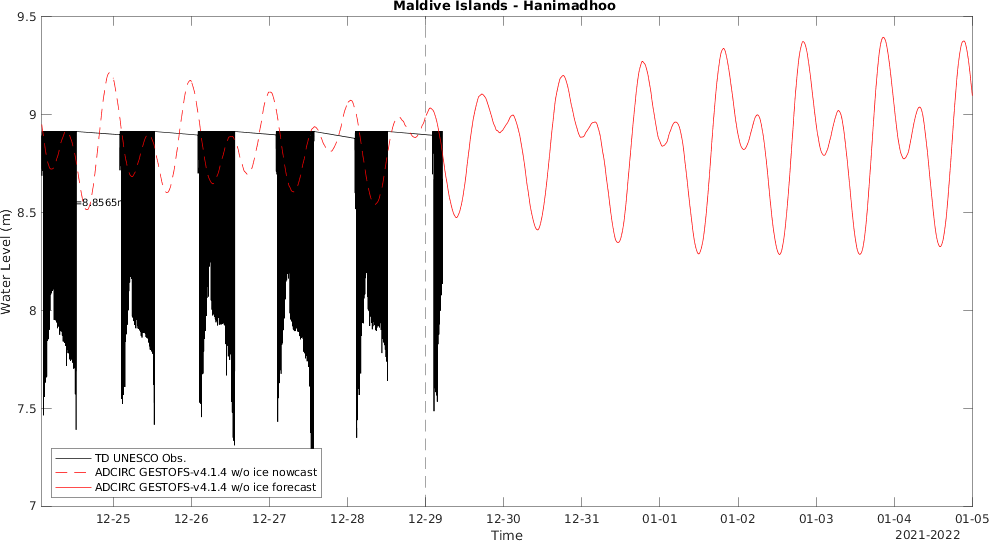 Maldive Islands - Hanimadhoo
9.5
9
8.5
8
7.5
7
Water Level (m)
=8.8565m
TD UNESCO Obs.
ADCIRC GESTOFS-v4.1.4 w/o ice nowcast
ADCIRC GESTOFS-v4.1.4 w/o ice forecast
12-25 12-26 12-27 12-28 12-29 12-30 12-31 01-01 01-02 01-03 01-04 01-05
Time
2021-2022